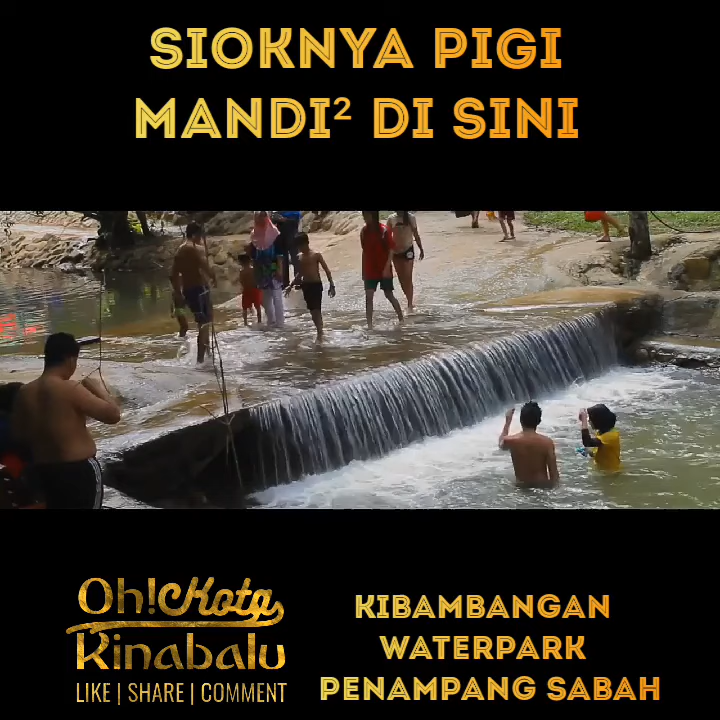 SIOKNYA PIGI
MANDI² DI SINI
Oh! Kota
Kinabalu
LIKE | SHARE | COMMENT
KIBAMBANGAN
WATERPARK
PENAMPANG SABAH